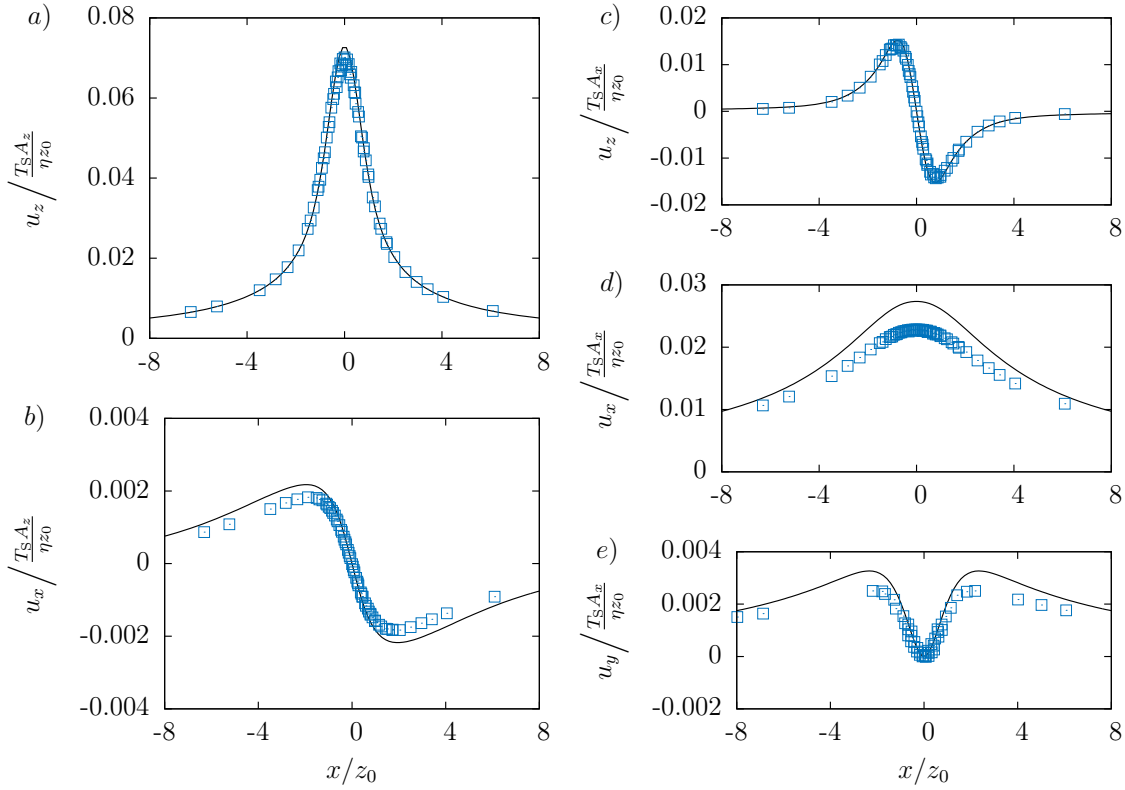 a)
0.08
0.06
0.04
0.02
0
-8 -4 0 4 8
u_z / T_S A_z / η z_0
b)
0.004
0.002
0
-0.002
-0.004
-8 -4 0 4 8
u_x / T_S A_z / η z_0
x/z_0
c)
0.02
0.01
0
-0.01
-0.02
-8 -4 0 4 8
u_z / T_S A_x / η z_0
d)
0.03
0.02
0.01
0
-8 -4 0 4 8
u_x / T_S A_x / η z_0
e)
0.004
0.002
0
-0.002
-8 -4 0 4 8
u_y / T_S A_x / η z_0
x/z_0